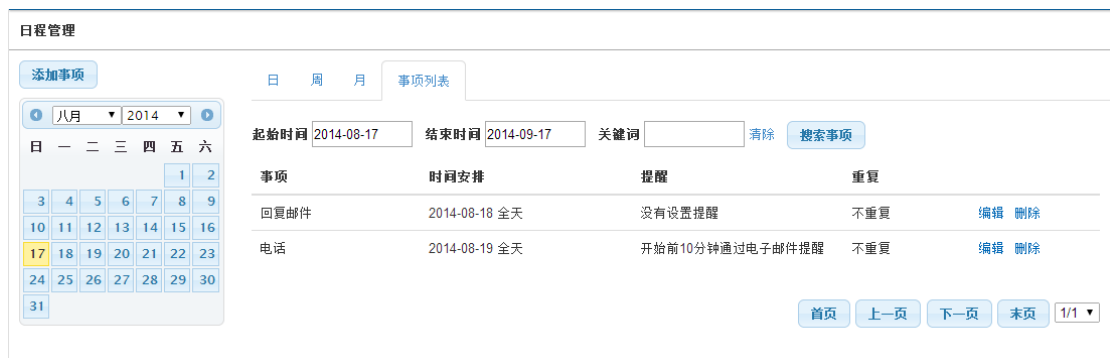 日程管理
添加事项
日 周 月 事项列表
八月 2014
日 一 二 三 四 五 六
1 2
3 4 5 6 7 8 9
10 11 12 13 14 15 16
17 18 19 20 21 22 23
24 25 26 27 28 29 30
31
起始时间 2014-08-17 结束时间 2014-09-17 关键词 清除 搜索事项
事项 时间安排 提醒 重复
回复邮件 2014-08-18 全天 没有设置提醒 不重复 编辑 删除
电话 2014-08-19 全天 开始前10分钟通过电子邮件提醒 不重复 编辑 删除
首页 上一页 下一页 末页 1/1